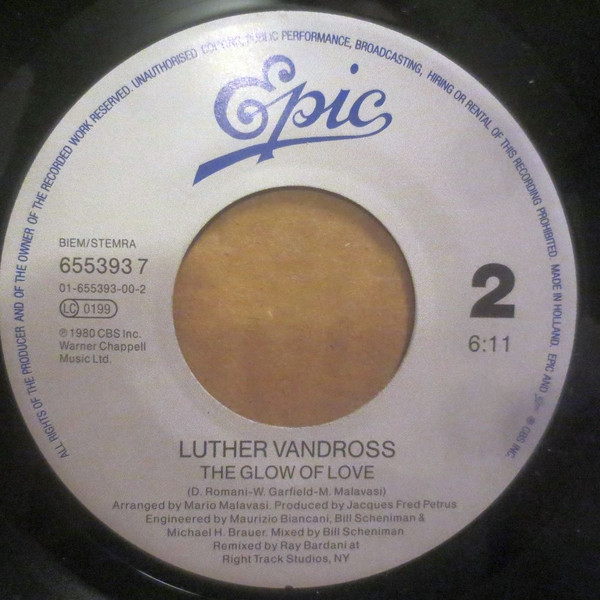 ALL RIGHTS OF THE PRODUCER AND OF THE OWNER OF THE RECORDED WORK RESERVED. UNAUTHORISED COPYING, PUBLIC PERFORMANCE, BROADCASTING, HIRING OR RENTAL OF THIS RECORDING PROHIBITED. MADE IN HOLLAND. EPIC AND ® CBS INC.
Epic
BIEM/STEMRA
655393 7
01-655393-00-2
LC 0199
℗ 1980 CBS Inc.
Warner Chappell
Music Ltd.
2
6:11
LUTHER VANDROSS
THE GLOW OF LOVE
(D. Romani-W. Garfield-M. Malavasi)
Arranged by Mario Malavasi. Produced by Jacques Fred Petrus
Engineered by Maurizio Biancani, Bill Scheniman &
Michael H. Brauer. Mixed by Bill Scheniman
Remixed by Ray Bardani at
Right Track Studios, NY